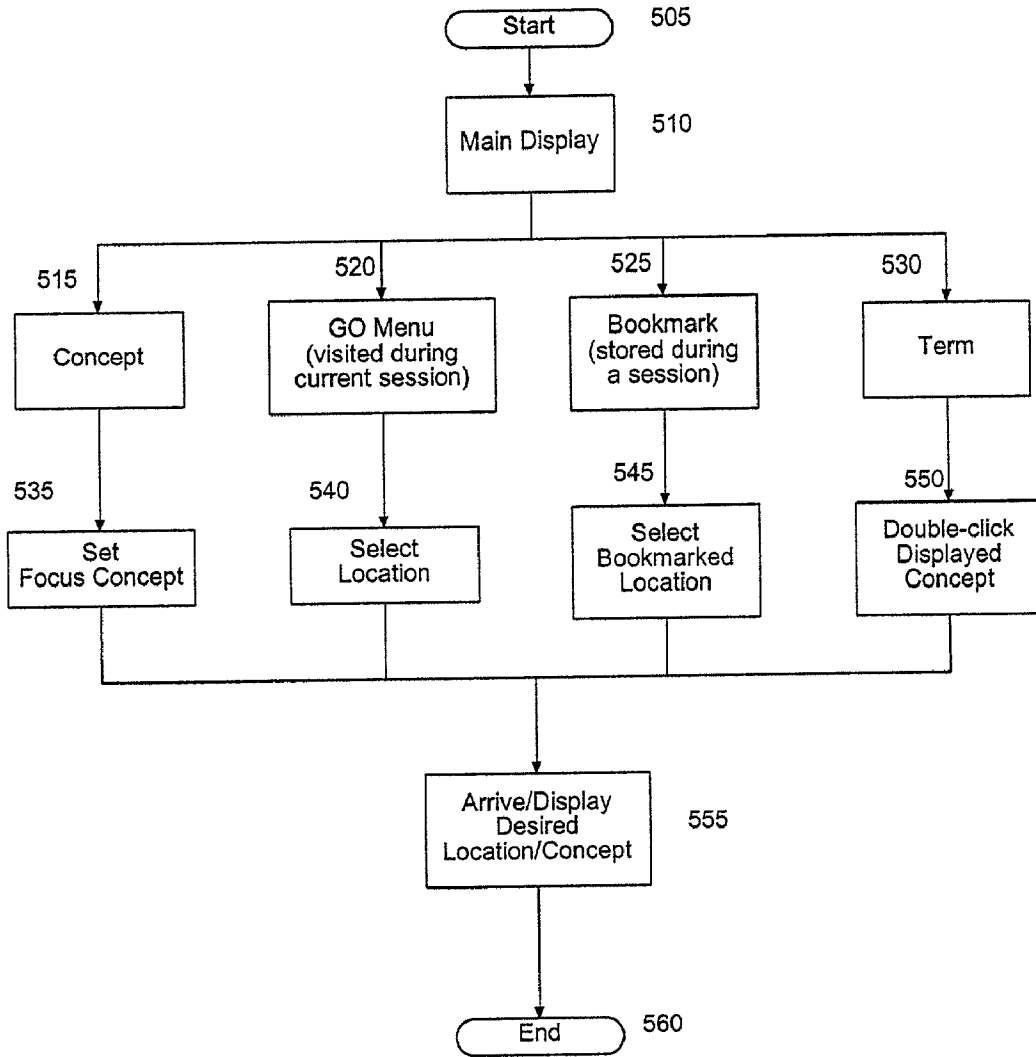 Start
505
Main Display
510
515
520
525
530
Concept
GO Menu
(visited during
current session)
Bookmark
(stored during
a session)
Term
535
540
545
550
Set
Focus Concept
Select
Location
Select
Bookmarked
Location
Double-click
Displayed
Concept
Arrive/Display
Desired
Location/Concept
555
End
560